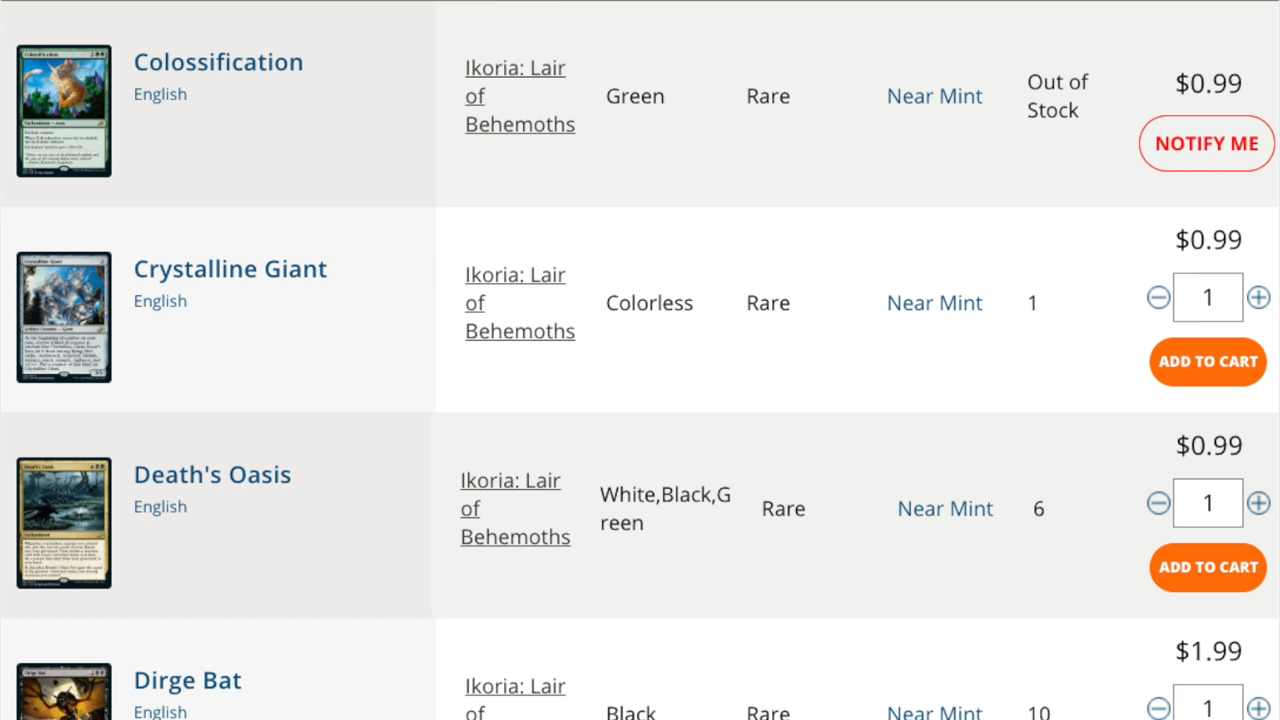 Colossification
English
Ikoria: Lair
of
Behemoths
Green
Rare
Near Mint
Out of
Stock
$0.99
NOTIFY ME
Crystalline Giant
English
Ikoria: Lair
of
Behemoths
Colorless
Rare
Near Mint
1
$0.99
1
ADD TO CART
Death's Oasis
English
Ikoria: Lair
of
Behemoths
White,Black,G
reen
Rare
Near Mint
6
$0.99
1
ADD TO CART
Dirge Bat
English
Ikoria: Lair
of
Black
Rare
Near Mint
10
$1.99
1